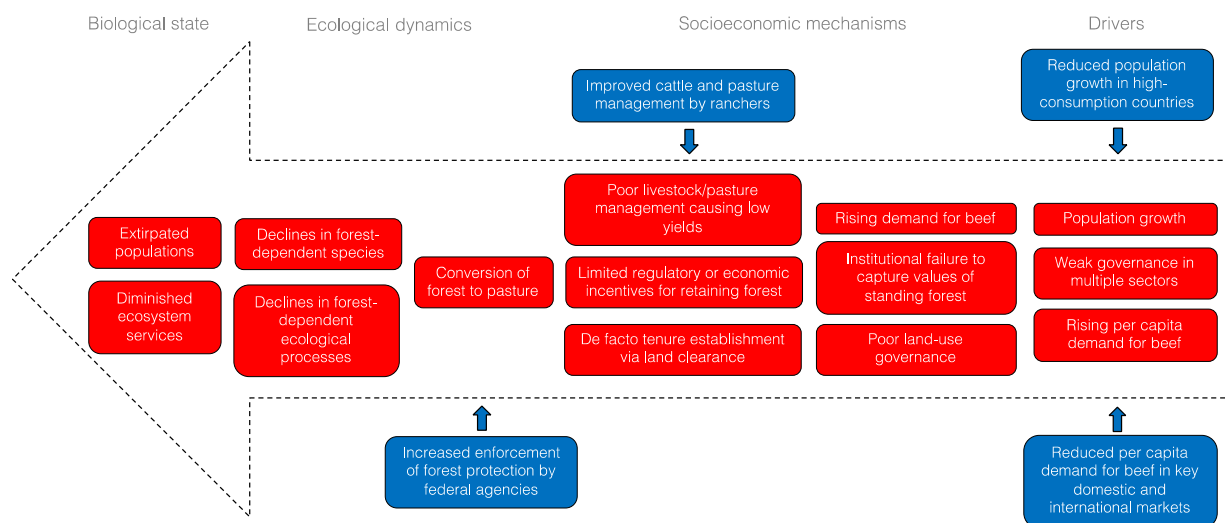 Biological state
Ecological dynamics
Socioeconomic mechanisms
Drivers
Improved cattle and pasture
management by ranchers
Reduced population
growth in high-
consumption countries
Extirpated
populations
Diminished
ecosystem
services
Declines in forest-
dependent species
Declines in forest-
dependent
ecological
processes
Conversion of
forest to pasture
Poor livestock/pasture
management causing low
yields
Limited regulatory or economic
incentives for retaining forest
De facto tenure establishment
via land clearance
Rising demand for beef
Institutional failure to
capture values of
standing forest
Poor land-use
governance
Population growth
Weak governance in
multiple sectors
Rising per capita
demand for beef
Increased enforcement
of forest protection by
federal agencies
Reduced per capita
demand for beef in key
domestic and
international markets